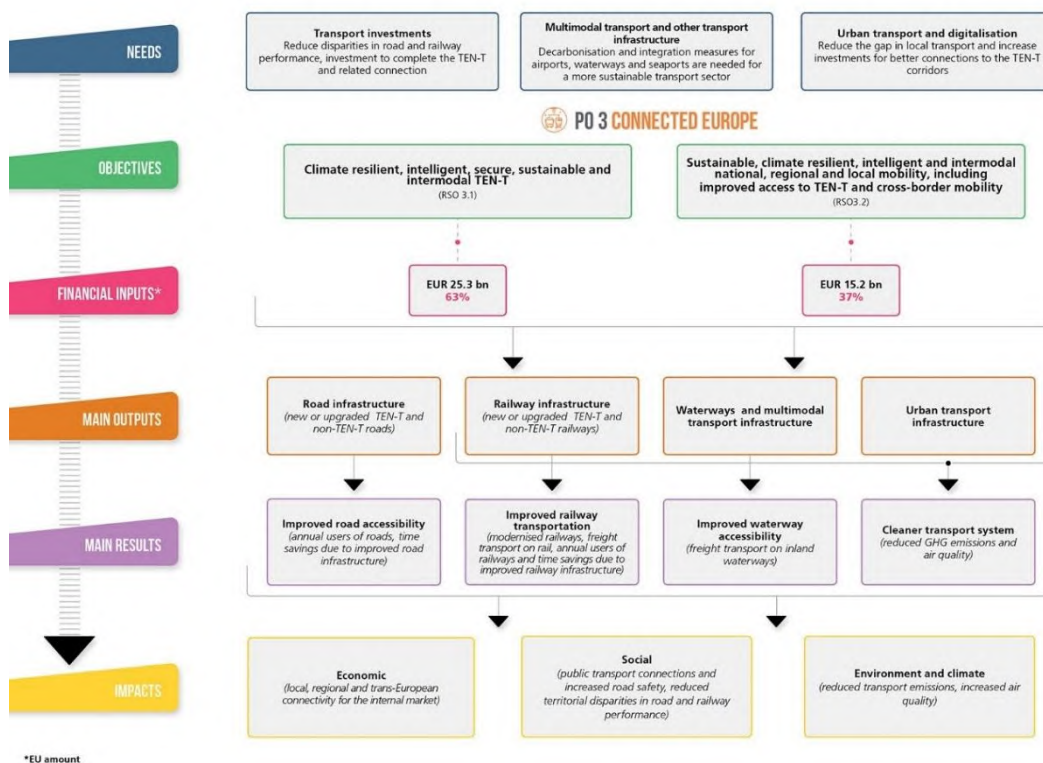 NEEDS
Transport investments
Reduce disparities in road and railway
performance, investment to complete the TEN-T
and related connection
Multimodal transport and other transport
infrastructure
Decarbonisation and integration measures for
airports, waterways and seaports are needed for
a more sustainable transport sector
Urban transport and digitalisation
Reduce the gap in local transport and increase
investments for better connections to the TEN-T
corridors
PO 3 CONNECTED EUROPE
OBJECTIVES
Climate resilient, intelligent, secure, sustainable and
intermodal TEN-T
(RSO 3.1)
Sustainable, climate resilient, intelligent and intermodal
national, regional and local mobility, including
improved access to TEN-T and cross-border mobility
(RSO3.2)
FINANCIAL INPUTS*
EUR 25.3 bn
63%
EUR 15.2 bn
37%
MAIN OUTPUTS
Road infrastructure
(new or upgraded TEN-T and
non-TEN-T roads)
Railway infrastructure
(new or upgraded TEN-T and
non-TEN-T railways)
Waterways and multimodal
transport infrastructure
Urban transport
infrastructure
MAIN RESULTS
Improved road accessibility
(annual users of roads, time
savings due to improved road
infrastructure)
Improved railway
transportation
(modernised railways, freight
transport on rail, annual users of
railways and time savings due to
improved railway infrastructure)
Improved waterway
accessibility
(freight transport on inland
waterways)
Cleaner transport system
(reduced GHG emissions and
air quality)
IMPACTS
Economic
(local, regional and trans-European
connectivity for the internal market)
Social
(public transport connections and
increased road safety, reduced
territorial disparities in road and railway
performance)
Environment and climate
(reduced transport emissions, increased air
quality)
*EU amount